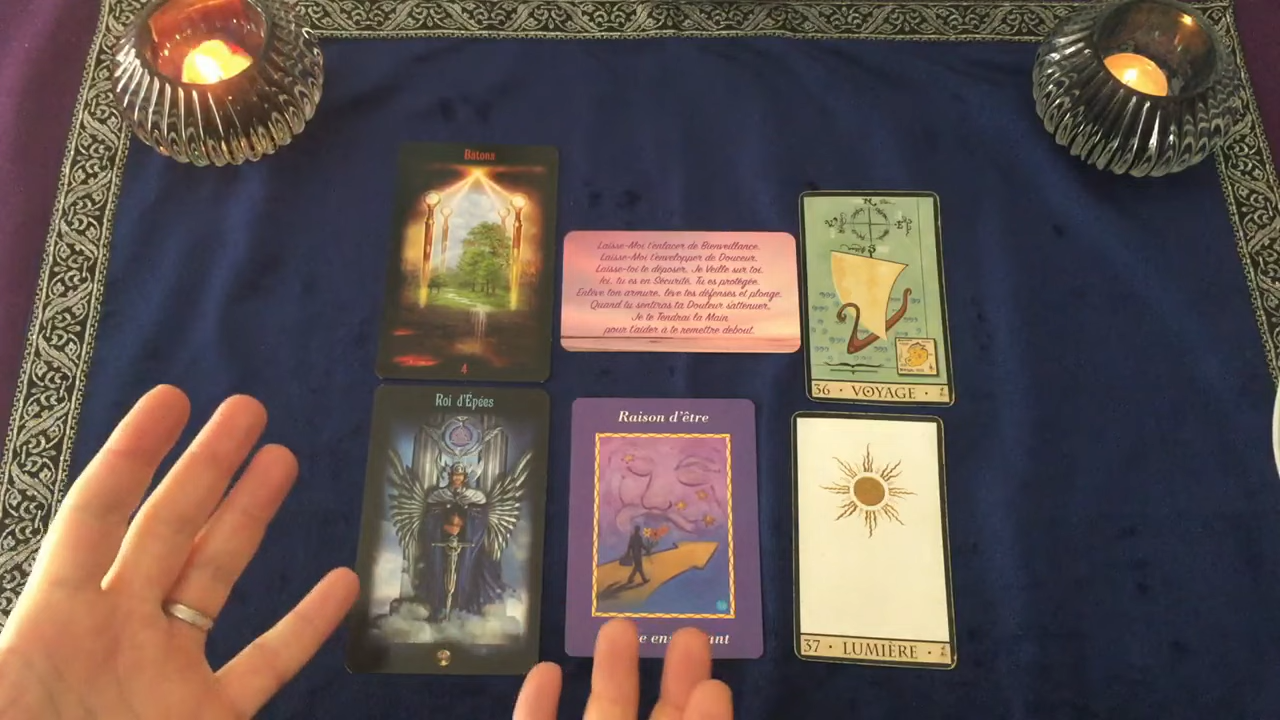 Batons
4
Laisse-Moi t'enlacer de Bienveillance.
Laisse-Moi t'envelopper de Douceur.
Laisse-toi te déposer, Je Veille sur toi.
Ici, tu es en Sécurité. Tu es protégée.
Enlève ton armure, lève tes défenses et plonge.
Quand tu sentiras ta Douleur s'atténuer,
Je te Tendrai la Main
pour t'aider à te remettre debout.
N
S
36 • VOYAGE •
Roi d'Epées
Raison d'être
37 • LUMIÈRE •